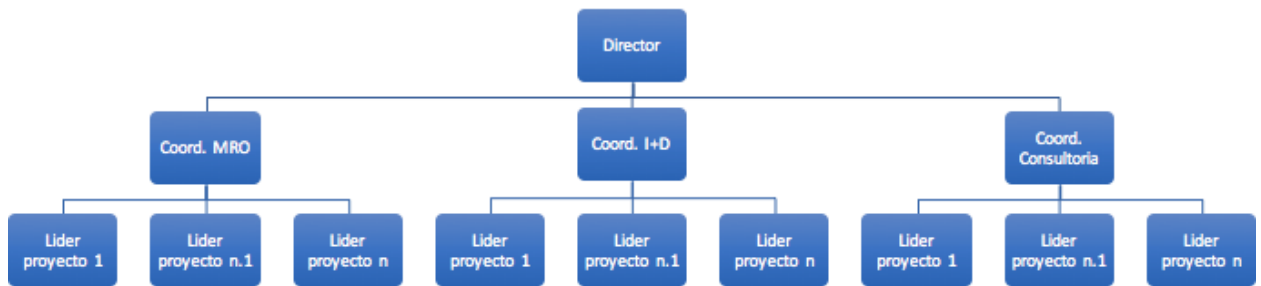 Director
Coord. MRO
Coord. I+D
Coord.
Consultoria
Lider
proyecto 1
Lider
proyecto n.1
Lider
proyecto n
Lider
proyecto 1
Lider
proyecto n.1
Lider
proyecto n
Lider
proyecto 1
Lider
proyecto n.1
Lider
proyecto n